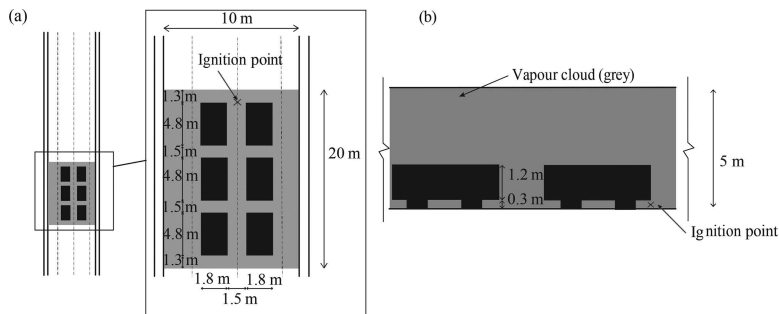 (a)
10 m
Ignition point
1.3 m
4.8 m
1.5 m
4.8 m
1.5 m
4.8 m
1.3 m
20 m
1.8 m
1.8 m
1.5 m
(b)
Vapour cloud (grey)
1.2 m
0.3 m
5 m
Ignition point